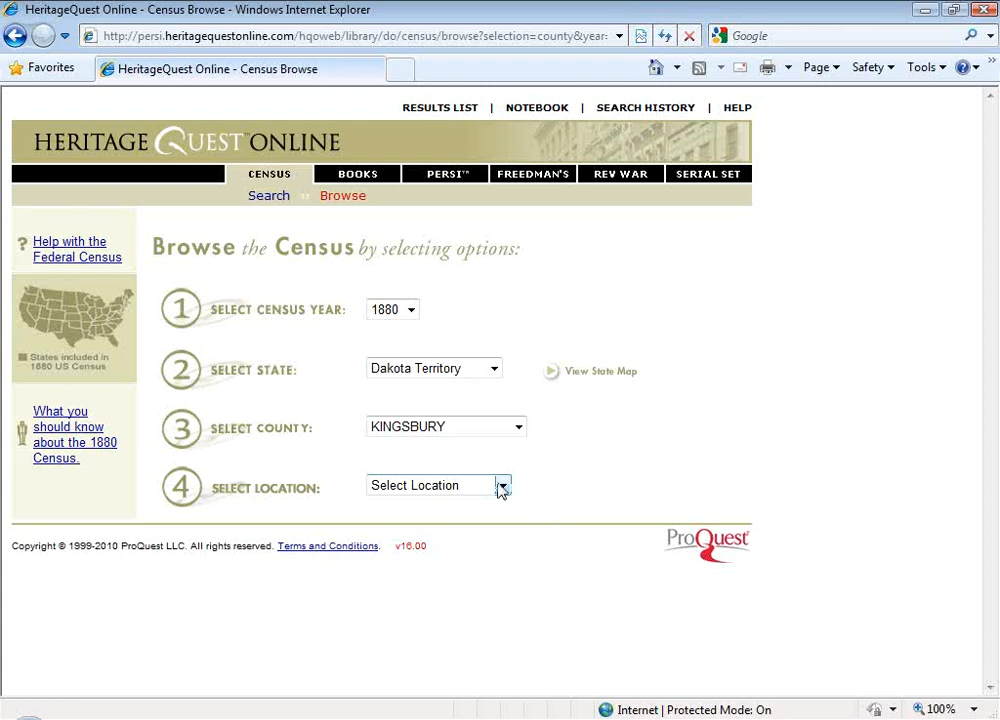 HeritageQuest Online - Census Browse - Windows Internet Explorer
http://persi.heritagequestonline.com/hqoweb/library/do/census/browse?selection=county&year:
Google
Favorites
HeritageQuest Online - Census Browse
Page
Safety
Tools
RESULTS LIST | NOTEBOOK | SEARCH HISTORY | HELP
HERITAGE QUEST™ ONLINE
CENSUS
BOOKS
PERSI™
FREEDMAN'S
REV WAR
SERIAL SET
Search :: Browse
? Help with the
Federal Census
States included in
1880 US Census
What you
should know
about the 1880
Census.
Browse the Census by selecting options:
1 SELECT CENSUS YEAR: 1880
2 SELECT STATE: Dakota Territory View State Map
3 SELECT COUNTY: KINGSBURY
4 SELECT LOCATION: Select Location
Copyright © 1999-2010 ProQuest LLC. All rights reserved. Terms and Conditions. v16.00
ProQuest
Internet | Protected Mode: On
100%